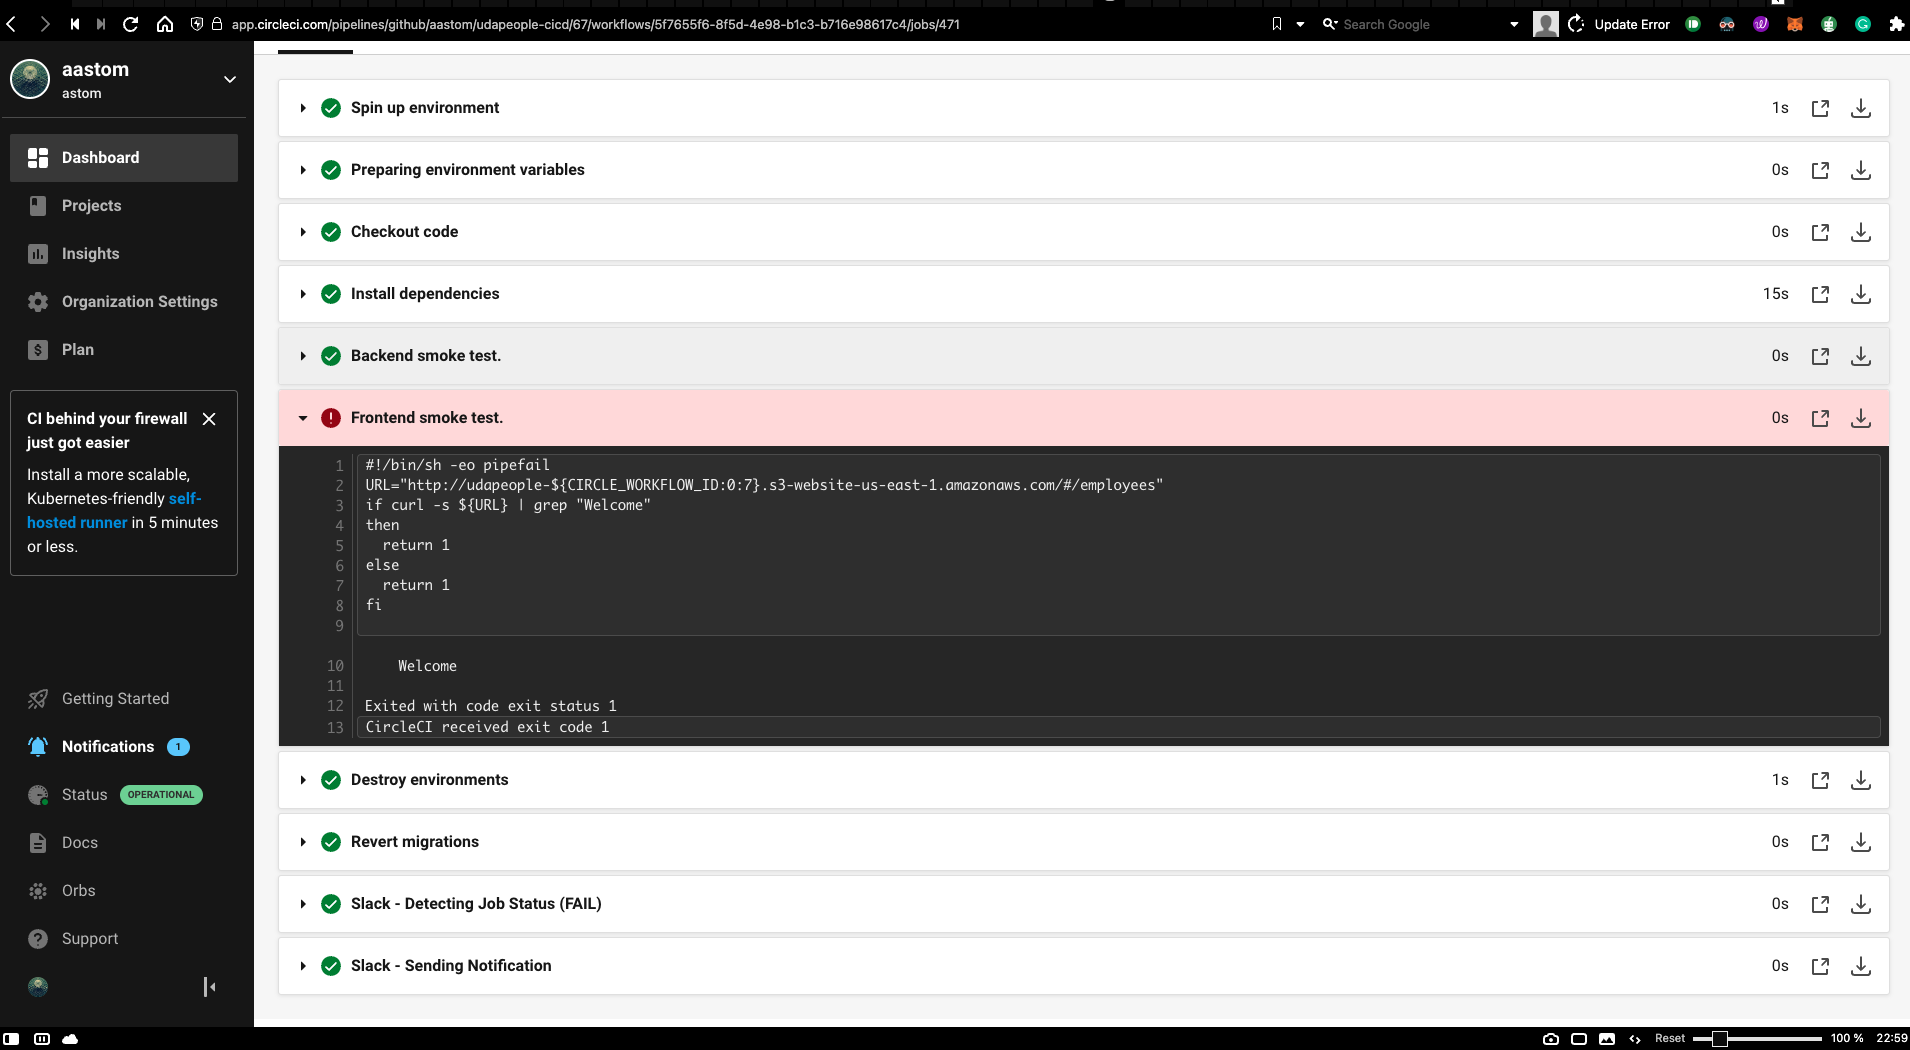 app.circleci.com/pipelines/github/aastom/udapeople-cicd/67/workflows/5f7655f6-8f5d-4e98-b1c3-b716e98617c4/jobs/471
Search Google
Update Error
aastom
astom
Dashboard
Projects
Insights
Organization Settings
Plan
CI behind your firewall
just got easier
Install a more scalable,
Kubernetes-friendly self-
hosted runner in 5 minutes
or less.
Getting Started
Notifications 1
Status OPERATIONAL
Docs
Orbs
Support
Spin up environment 1s
Preparing environment variables 0s
Checkout code 0s
Install dependencies 15s
Backend smoke test. 0s
Frontend smoke test. 0s
1 #!/bin/sh -eo pipefail
2 URL="http://udapeople-${CIRCLE_WORKFLOW_ID:0:7}.s3-website-us-east-1.amazonaws.com/#/employees"
3 if curl -s ${URL} | grep "Welcome"
4 then
5 return 1
6 else
7 return 1
8 fi
9
10 Welcome
11
12 Exited with code exit status 1
13 CircleCI received exit code 1
Destroy environments 1s
Revert migrations 0s
Slack - Detecting Job Status (FAIL) 0s
Slack - Sending Notification 0s
Reset 100 % 22:59